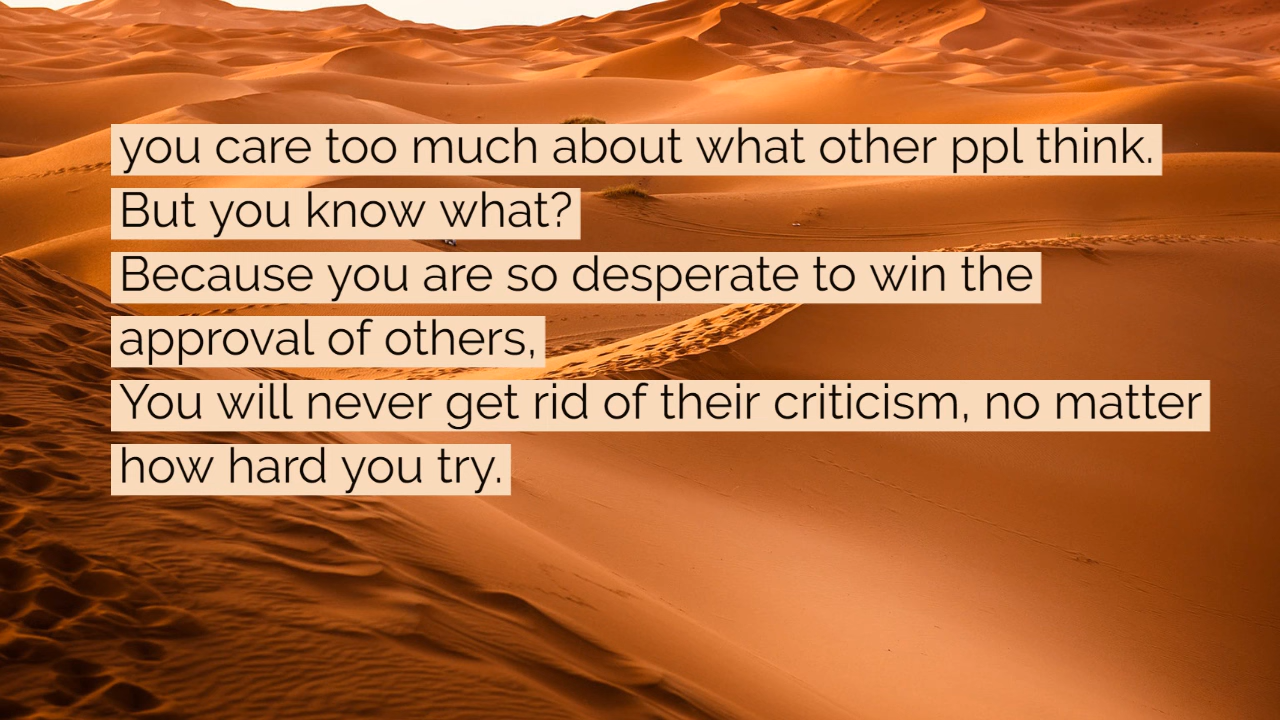 you care too much about what other ppl think.
But you know what?
Because you are so desperate to win the
approval of others,
You will never get rid of their criticism, no matter
how hard you try.